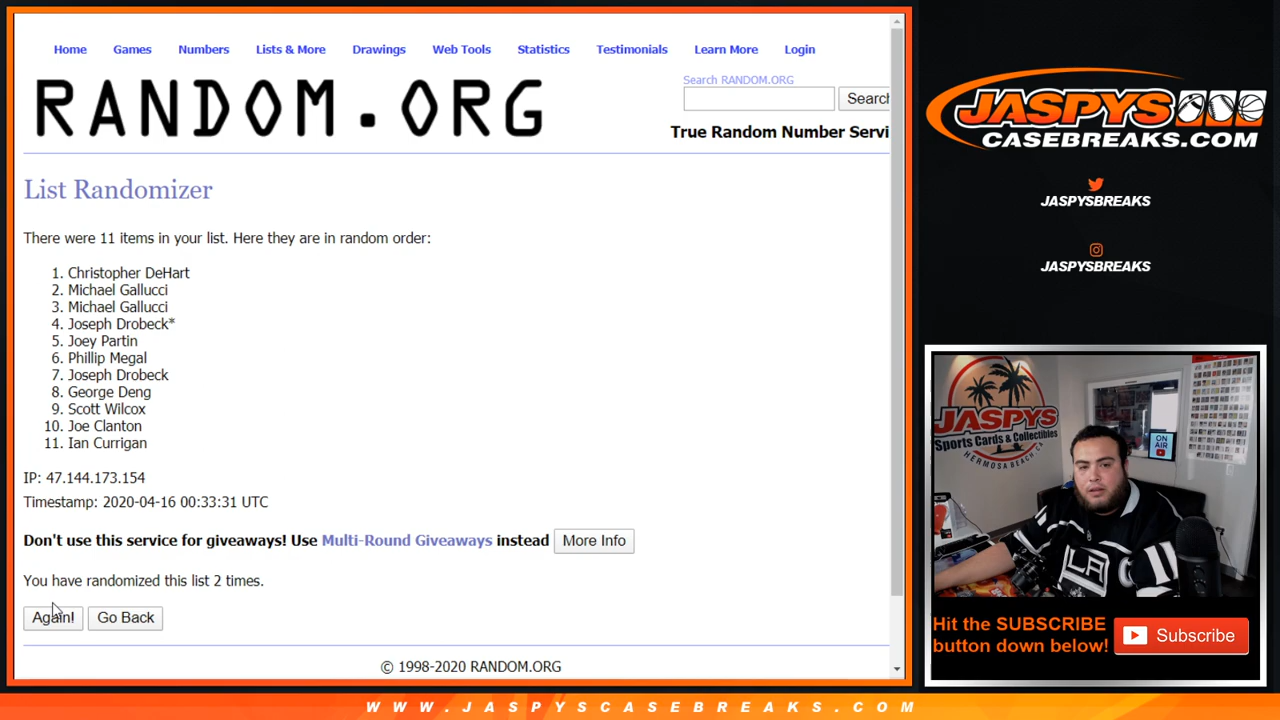 Home Games Numbers Lists & More Drawings Web Tools Statistics Testimonials Learn More Login
RANDOM.ORG
Search RANDOM.ORG
Search
True Random Number Servi
List Randomizer
There were 11 items in your list. Here they are in random order:
1. Christopher DeHart
2. Michael Gallucci
3. Michael Gallucci
4. Joseph Drobeck*
5. Joey Partin
6. Phillip Megal
7. Joseph Drobeck
8. George Deng
9. Scott Wilcox
10. Joe Clanton
11. Ian Currigan
IP: 47.144.173.154
Timestamp: 2020-04-16 00:33:31 UTC
Don't use this service for giveaways! Use Multi-Round Giveaways instead More Info
You have randomized this list 2 times.
Again! Go Back
© 1998-2020 RANDOM.ORG
JASPYS
CASEBREAKS.COM
JASPYSBREAKS
JASPYSBREAKS
JASPYS
Sports Cards & Collectibles
HERMOSA BEACH CA
ON
AIR
LA
Hit the SUBSCRIBE
button down below!
Subscribe
WWW.JASPYSCASEBREAKS.COM